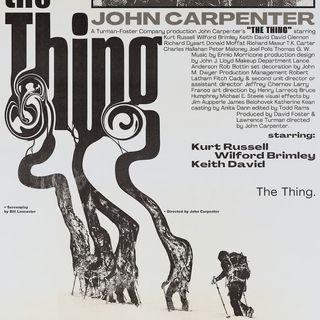 the
Thing
JOHN CARPENTER
A Turman-Foster Company production John Carpenter's "THE THING" starring
Kurt Russell Wilford Brimley Keith David David Clennon
Richard Dysart Donald Moffat Richard Masur T.K. Carter
Charles Hallahan Peter Maloney Joel Polis Thomas G. W.
Music by Ennio Morricone production design by
John J. Lloyd Makeup Department Lance
Anderson Rob Bottin set decoration by John
M. Dwyer Production Management Robert
Latham Fitch Cady & second unit director or
assistant director Jeffrey Chernov Larry
Franco art direction by Henry Larrecq Bruce
Humphrey Michael E. Steele visual effects by
Jim Aupperle James Belohovek Katherine Kean
casting by Anita Dann edited by Todd Rams
Produced by David Foster &
Lawrence Turman directed
by John Carpenter.
starring:
Kurt Russell
Wilford Brimley
Keith David
The Thing.
• Screenplay
by Bill Lancaster
• Directed by John Carpenter